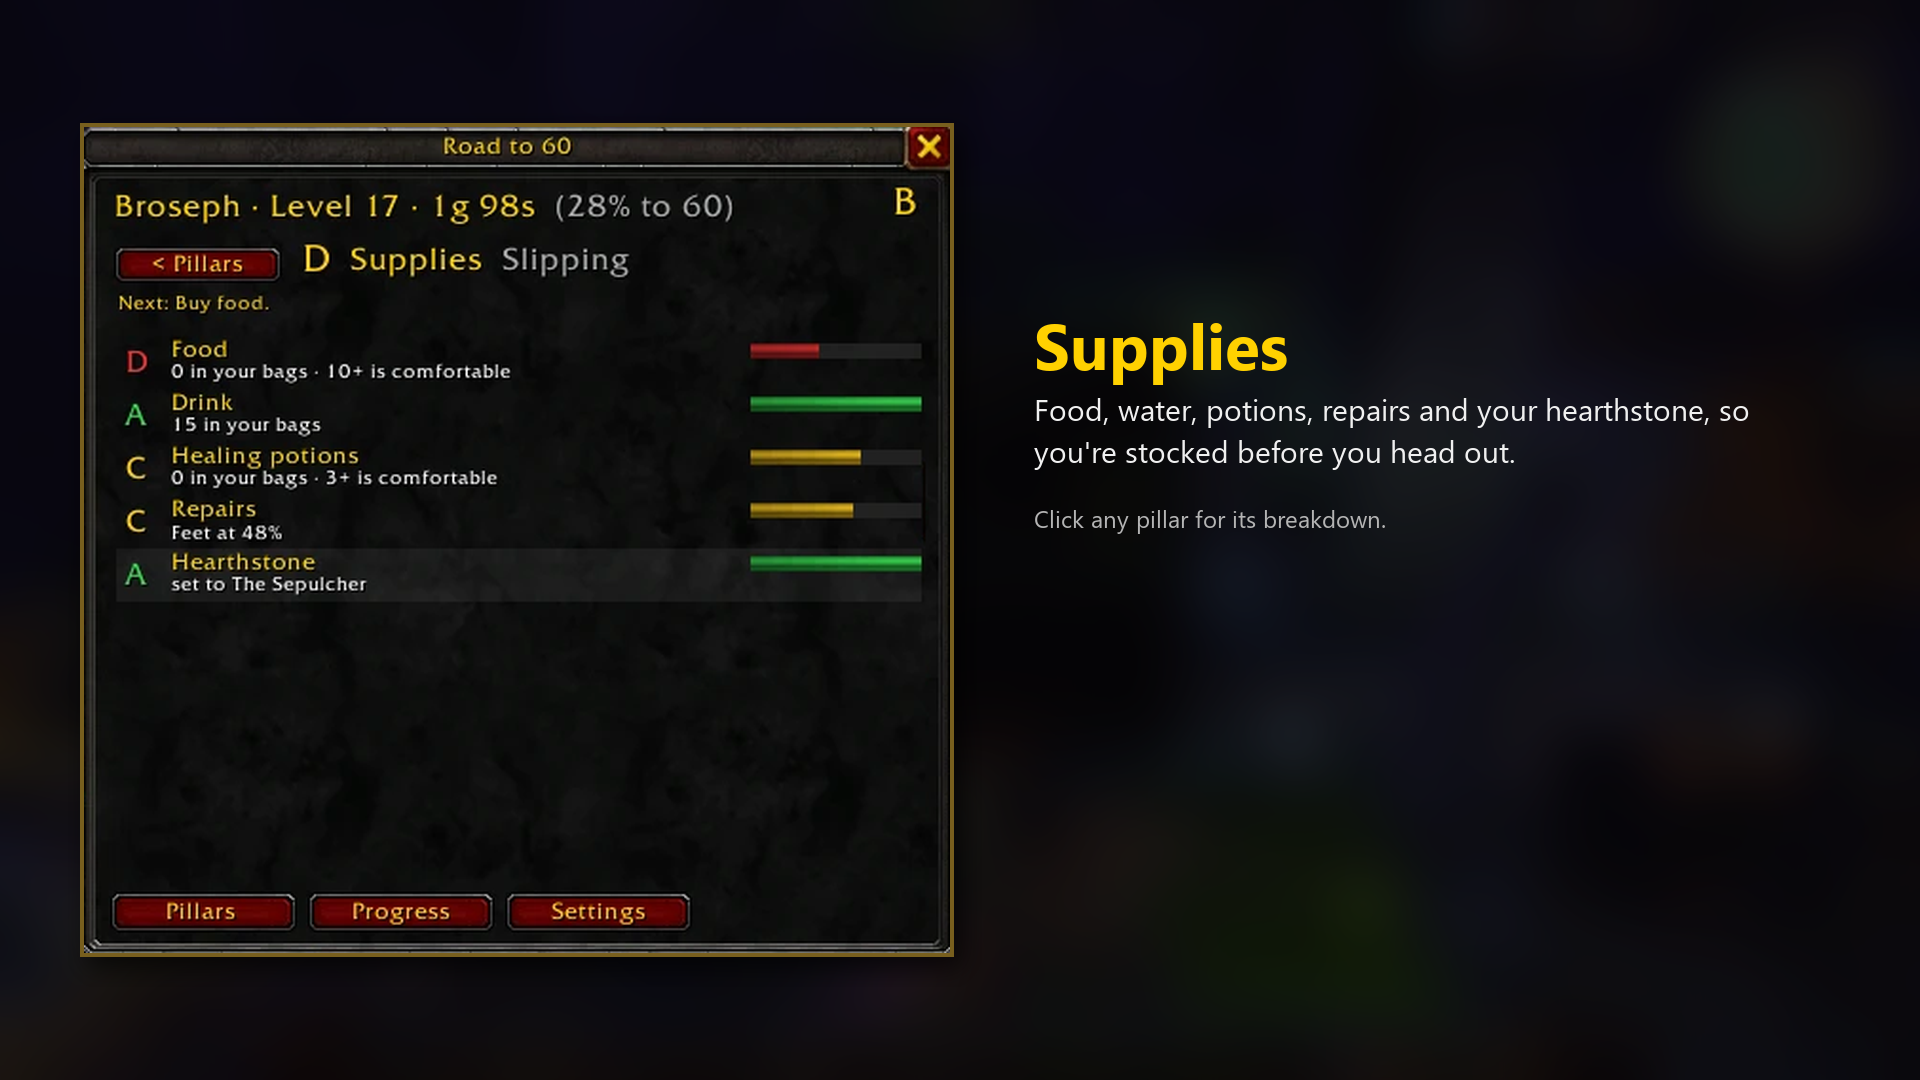 Road to 60
Broseph · Level 17 · 1g 98s (28% to 60)
B
< Pillars
D Supplies Slipping
Next: Buy food.
D
Food
0 in your bags · 10+ is comfortable
A
Drink
15 in your bags
C
Healing potions
0 in your bags · 3+ is comfortable
C
Repairs
Feet at 48%
A
Hearthstone
set to The Sepulcher
Pillars
Progress
Settings
Supplies
Food, water, potions, repairs and your hearthstone, so
you're stocked before you head out.
Click any pillar for its breakdown.